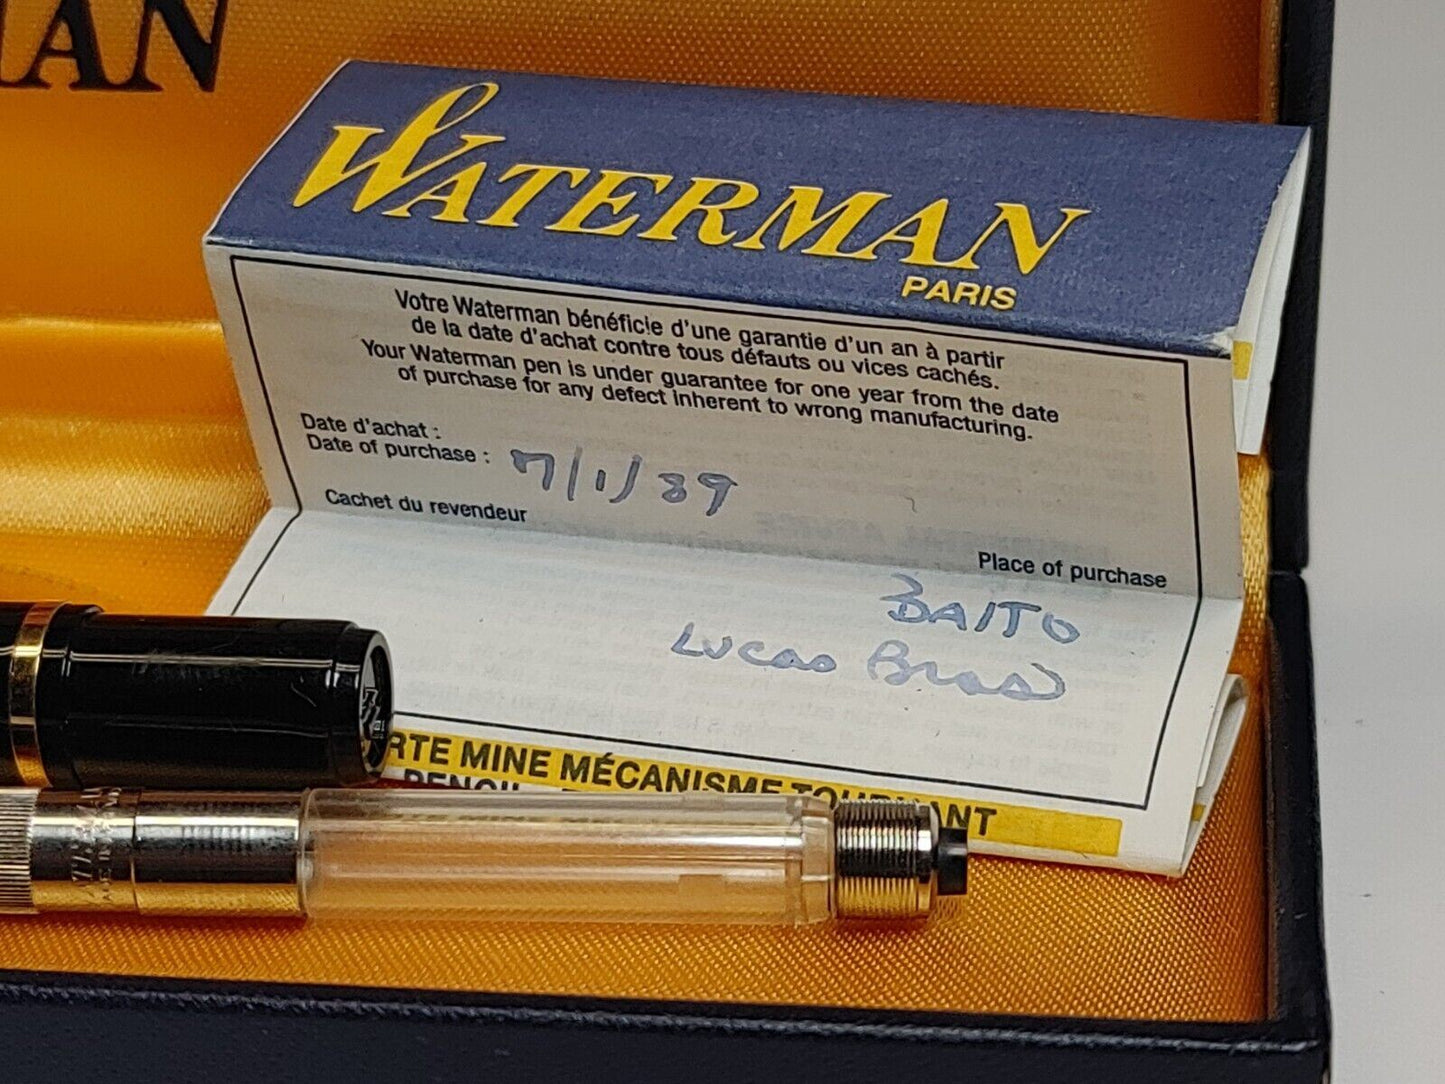 MAN
WATERMAN
PARIS
Votre Waterman bénéficie d'une garantie d'un an à partir
de la date d'achat contre tous défauts ou vices cachés.
Your Waterman pen is under guarantee for one year from the date
of purchase for any defect inherent to wrong manufacturing.
Date d'achat :
Date of purchase : 7/1/89
Cachet du revendeur
Place of purchase
BAITO
Lucas Bros
RTE MINE MÉCANISME TOURNANT